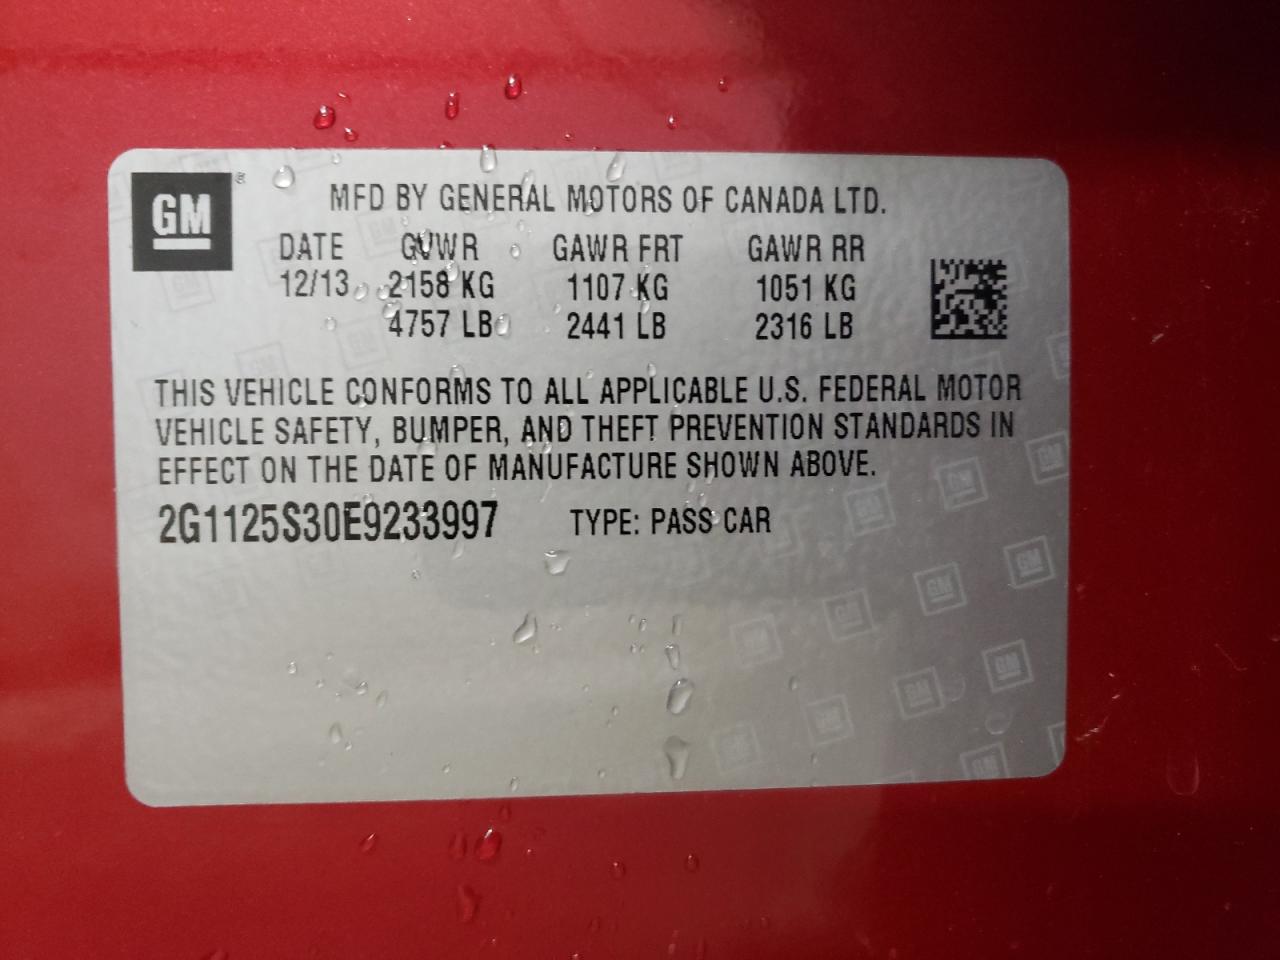 GM®
MFD BY GENERAL MOTORS OF CANADA LTD.
DATE GVWR GAWR FRT GAWR RR
12/13 2158 KG 1107 KG 1051 KG
4757 LB 2441 LB 2316 LB
THIS VEHICLE CONFORMS TO ALL APPLICABLE U.S. FEDERAL MOTOR
VEHICLE SAFETY, BUMPER, AND THEFT PREVENTION STANDARDS IN
EFFECT ON THE DATE OF MANUFACTURE SHOWN ABOVE.
2G1125S30E9233997 TYPE: PASS CAR